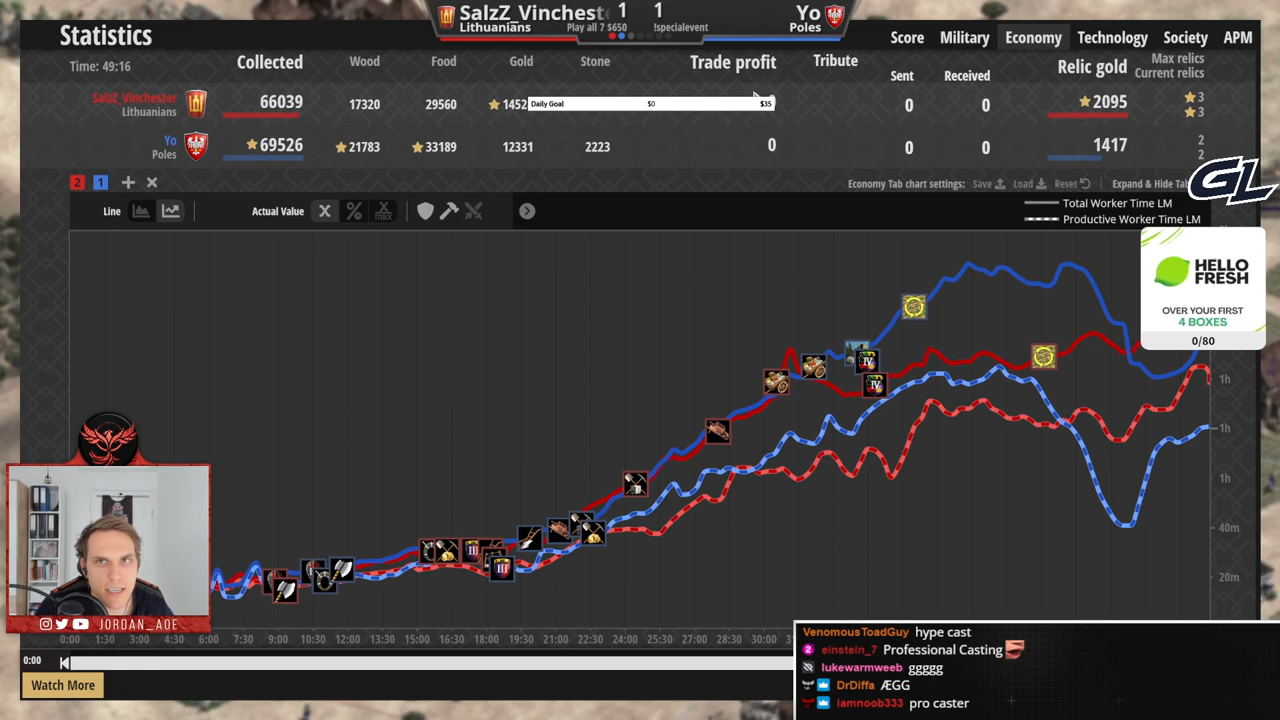 SalzZ_Vinchest 1 1 Yo
Lithuanians Play all 7 $650 !specialevent Poles
Statistics
Score Military Economy Technology Society APM
Time: 49:16
Collected Wood Food Gold Stone Trade profit Tribute Sent Received Relic gold Max relics
Current relics
SalzZ_Vinchester
Lithuanians
66039 17320 29560 1452 0 0 2095 3
3
Daily Goal $0 $35
Yo
Poles
69526 21783 33189 12331 2223 0 0 0 1417 2
2
2 1
Economy Tab chart settings: Save Load Reset Expand & Hide Tab
GL
Line Actual Value X % X max
Total Worker Time LM
Productive Worker Time LM
HELLO
FRESH
OVER YOUR FIRST
4 BOXES
0/80
IV
IV
III
III
1h
1h
1h
40m
20m
JORDAN_AOE
0:00 1:30 3:00 4:30 6:00 7:30 9:00 10:30 12:00 13:30 15:00 16:30 18:00 19:30 21:00 22:30 24:00 25:30 27:00 28:30 30:00
0:00
Watch More
VenomousToadGuy hype cast
2 einstein_7 Professional Casting
lukewarmweeb ggggg
DrDiffa ÆGG
iamnoob333 pro caster